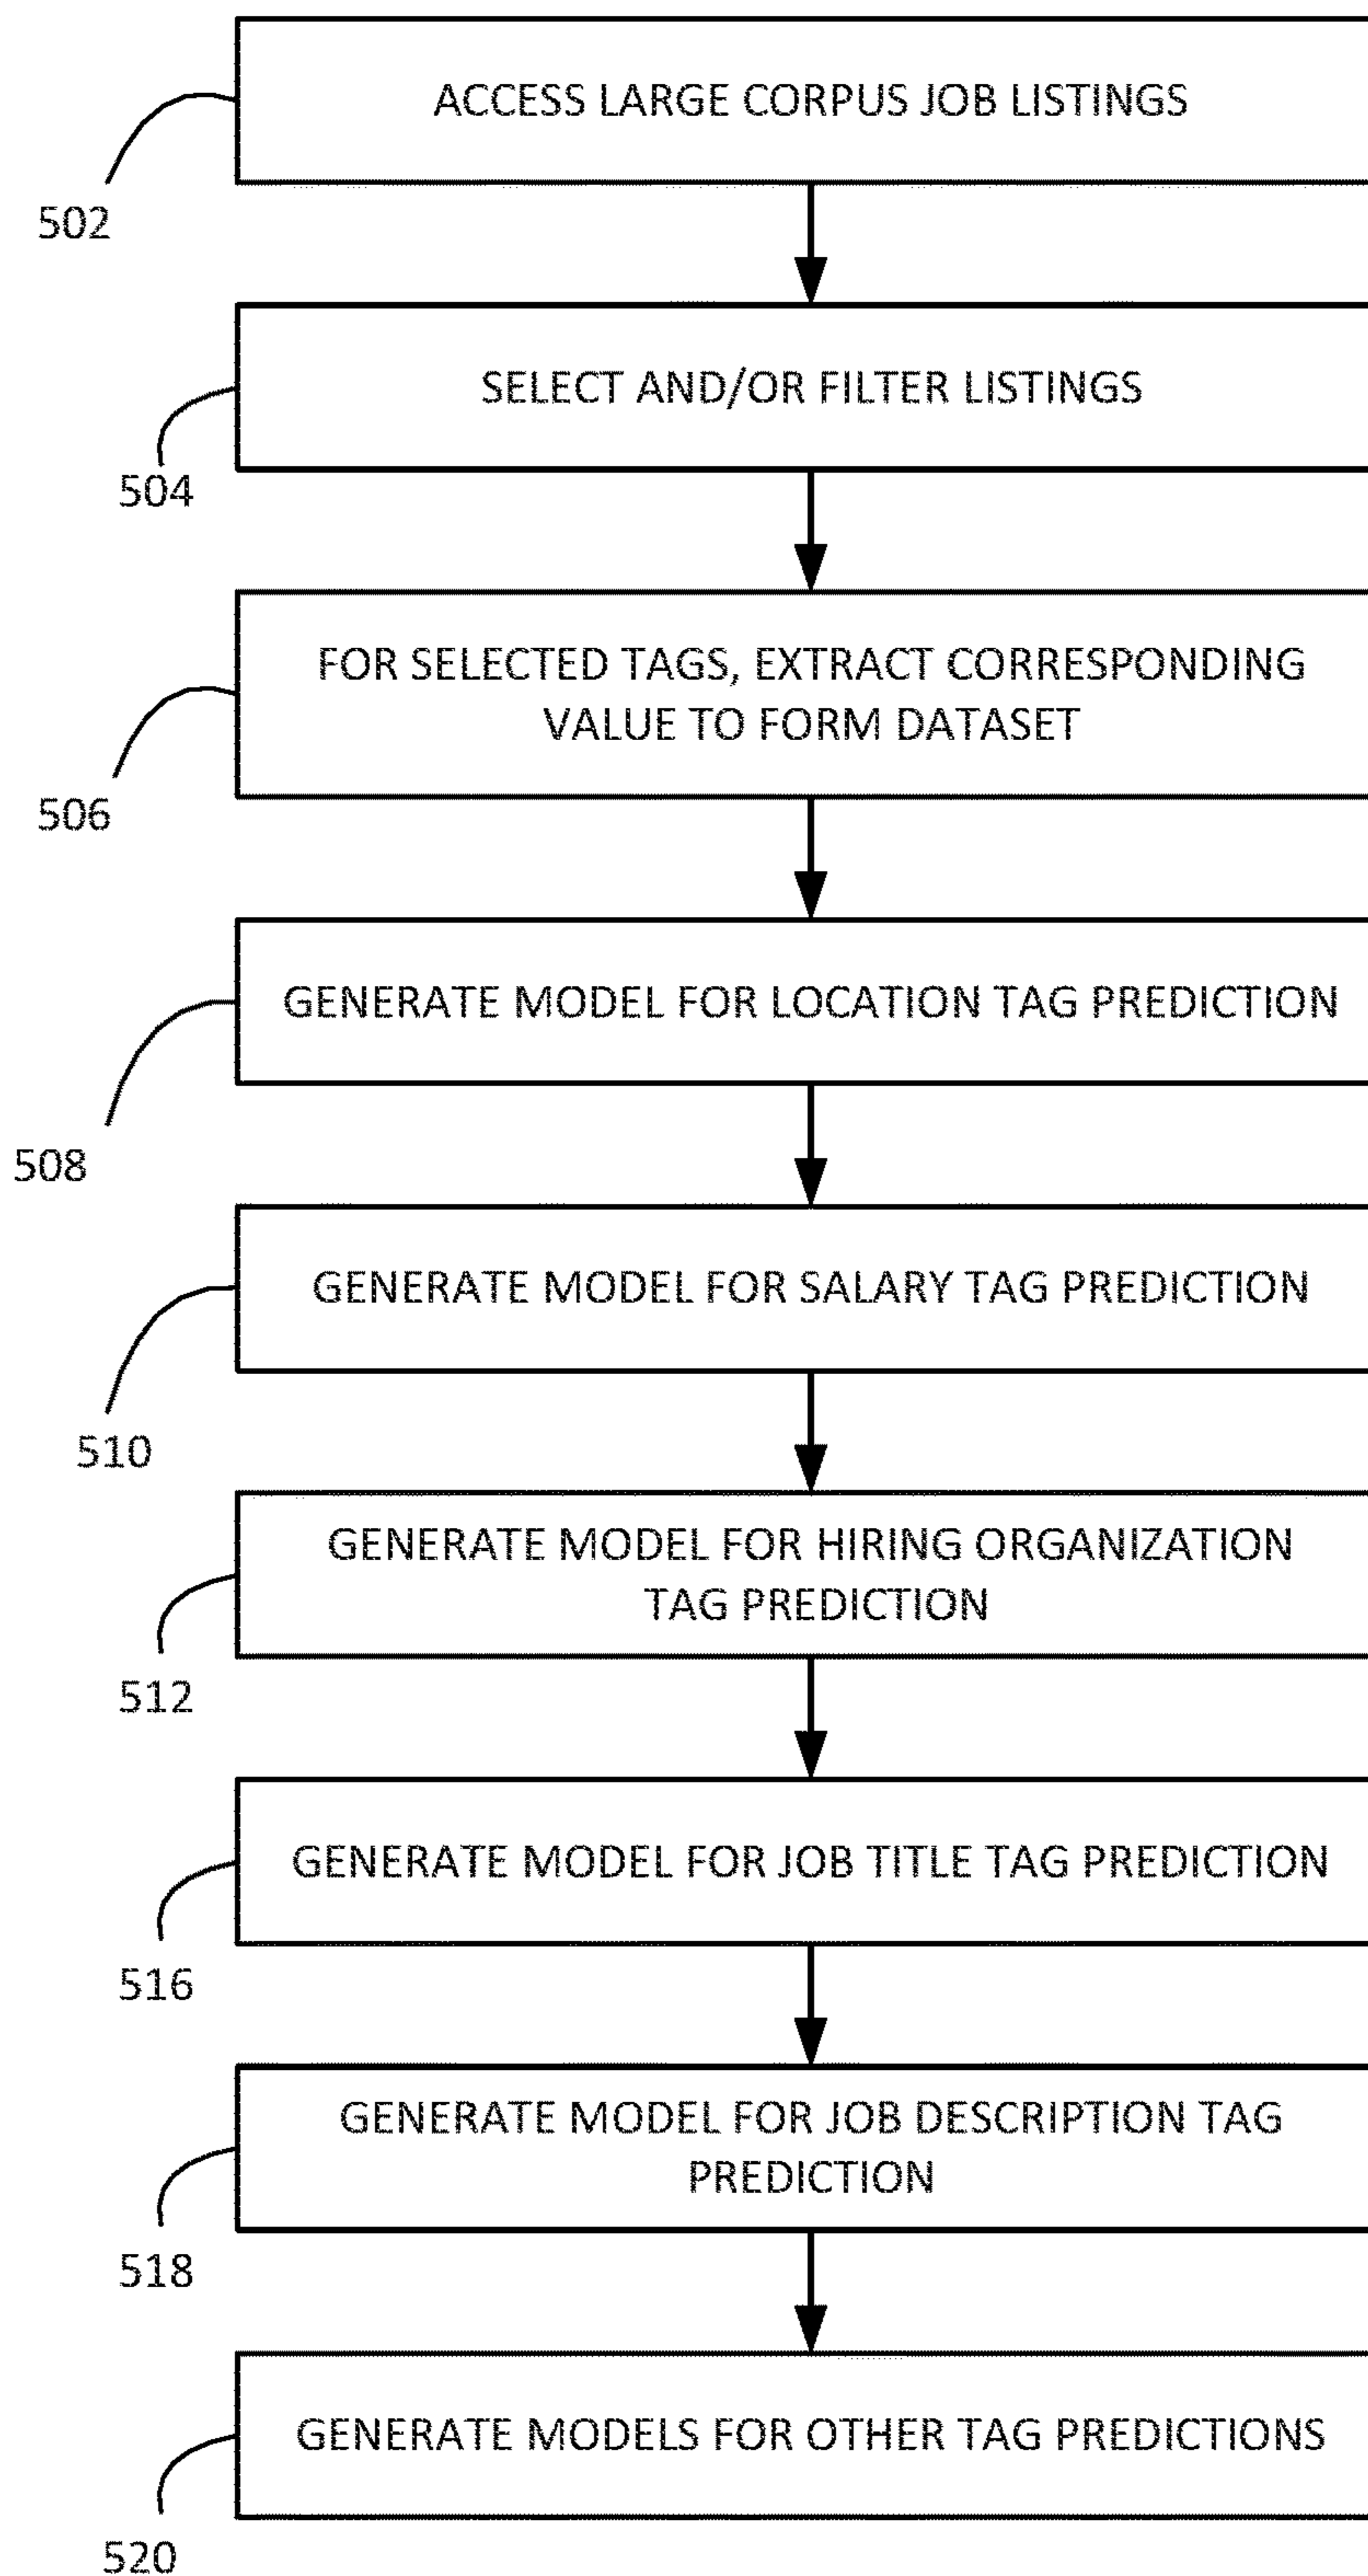 ACCESS LARGE CORPUS JOB LISTINGS
502
SELECT AND/OR FILTER LISTINGS
504
FOR SELECTED TAGS, EXTRACT CORRESPONDING
VALUE TO FORM DATASET
506
GENERATE MODEL FOR LOCATION TAG PREDICTION
508
GENERATE MODEL FOR SALARY TAG PREDICTION
510
GENERATE MODEL FOR HIRING ORGANIZATION
TAG PREDICTION
512
GENERATE MODEL FOR JOB TITLE TAG PREDICTION
516
GENERATE MODEL FOR JOB DESCRIPTION TAG
PREDICTION
518
GENERATE MODELS FOR OTHER TAG PREDICTIONS
520